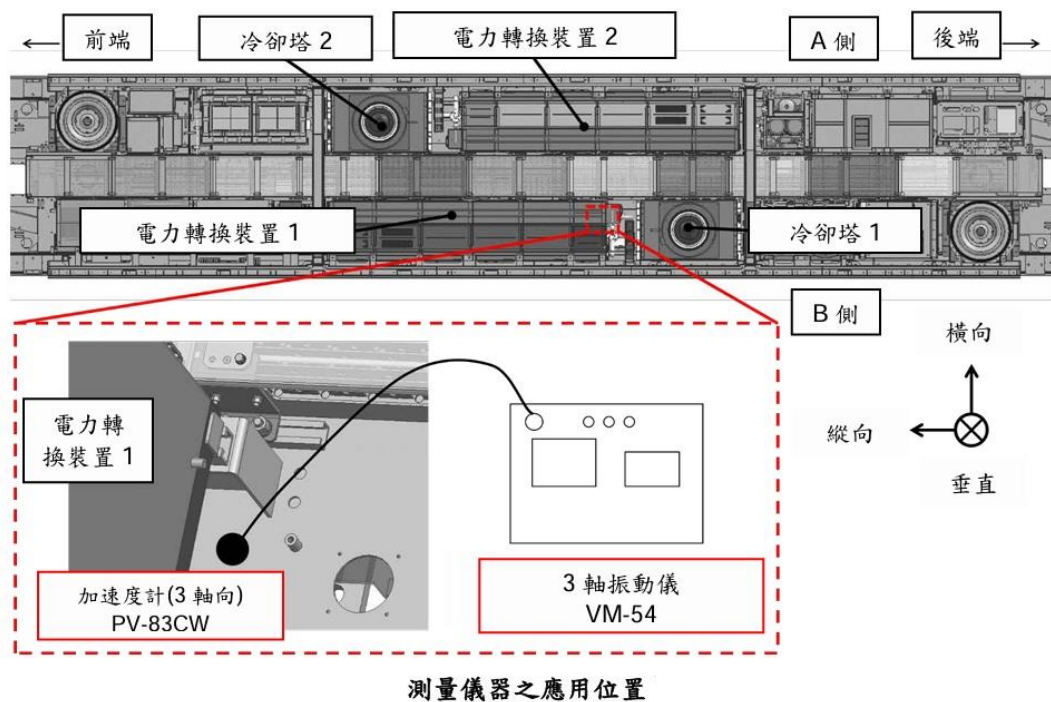 前端
冷卻塔 2
電力轉換裝置 2
A 側
後端
電力轉換裝置 1
冷卻塔 1
B 側
橫向
縱向
垂直
電力轉
換裝置 1
加速度計(3 軸向)
PV-83CW
3 軸振動儀
VM-54
測量儀器之應用位置